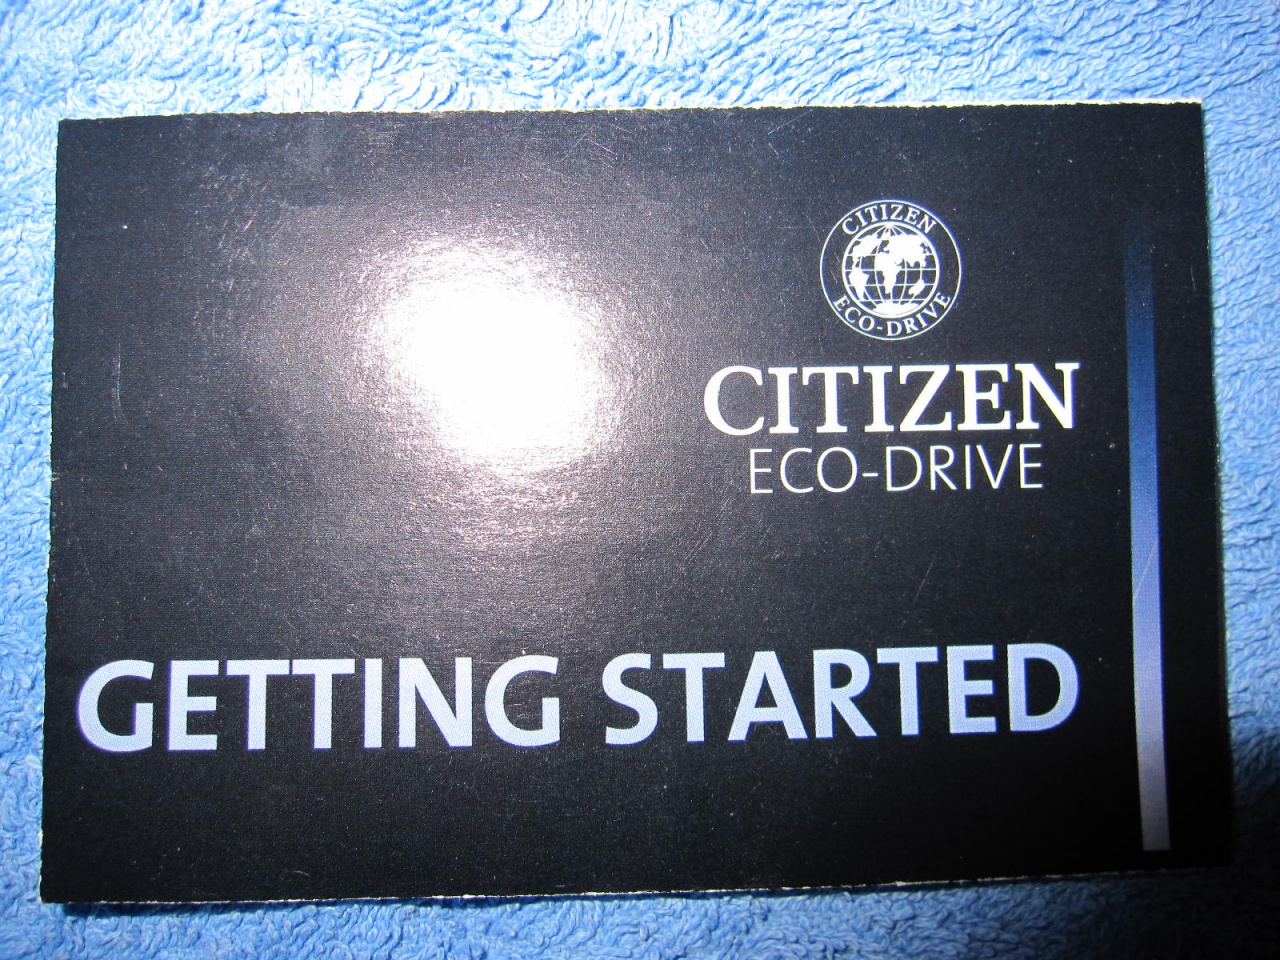 CITIZEN
ECO-DRIVE
CITIZEN
ECO-DRIVE
GETTING STARTED